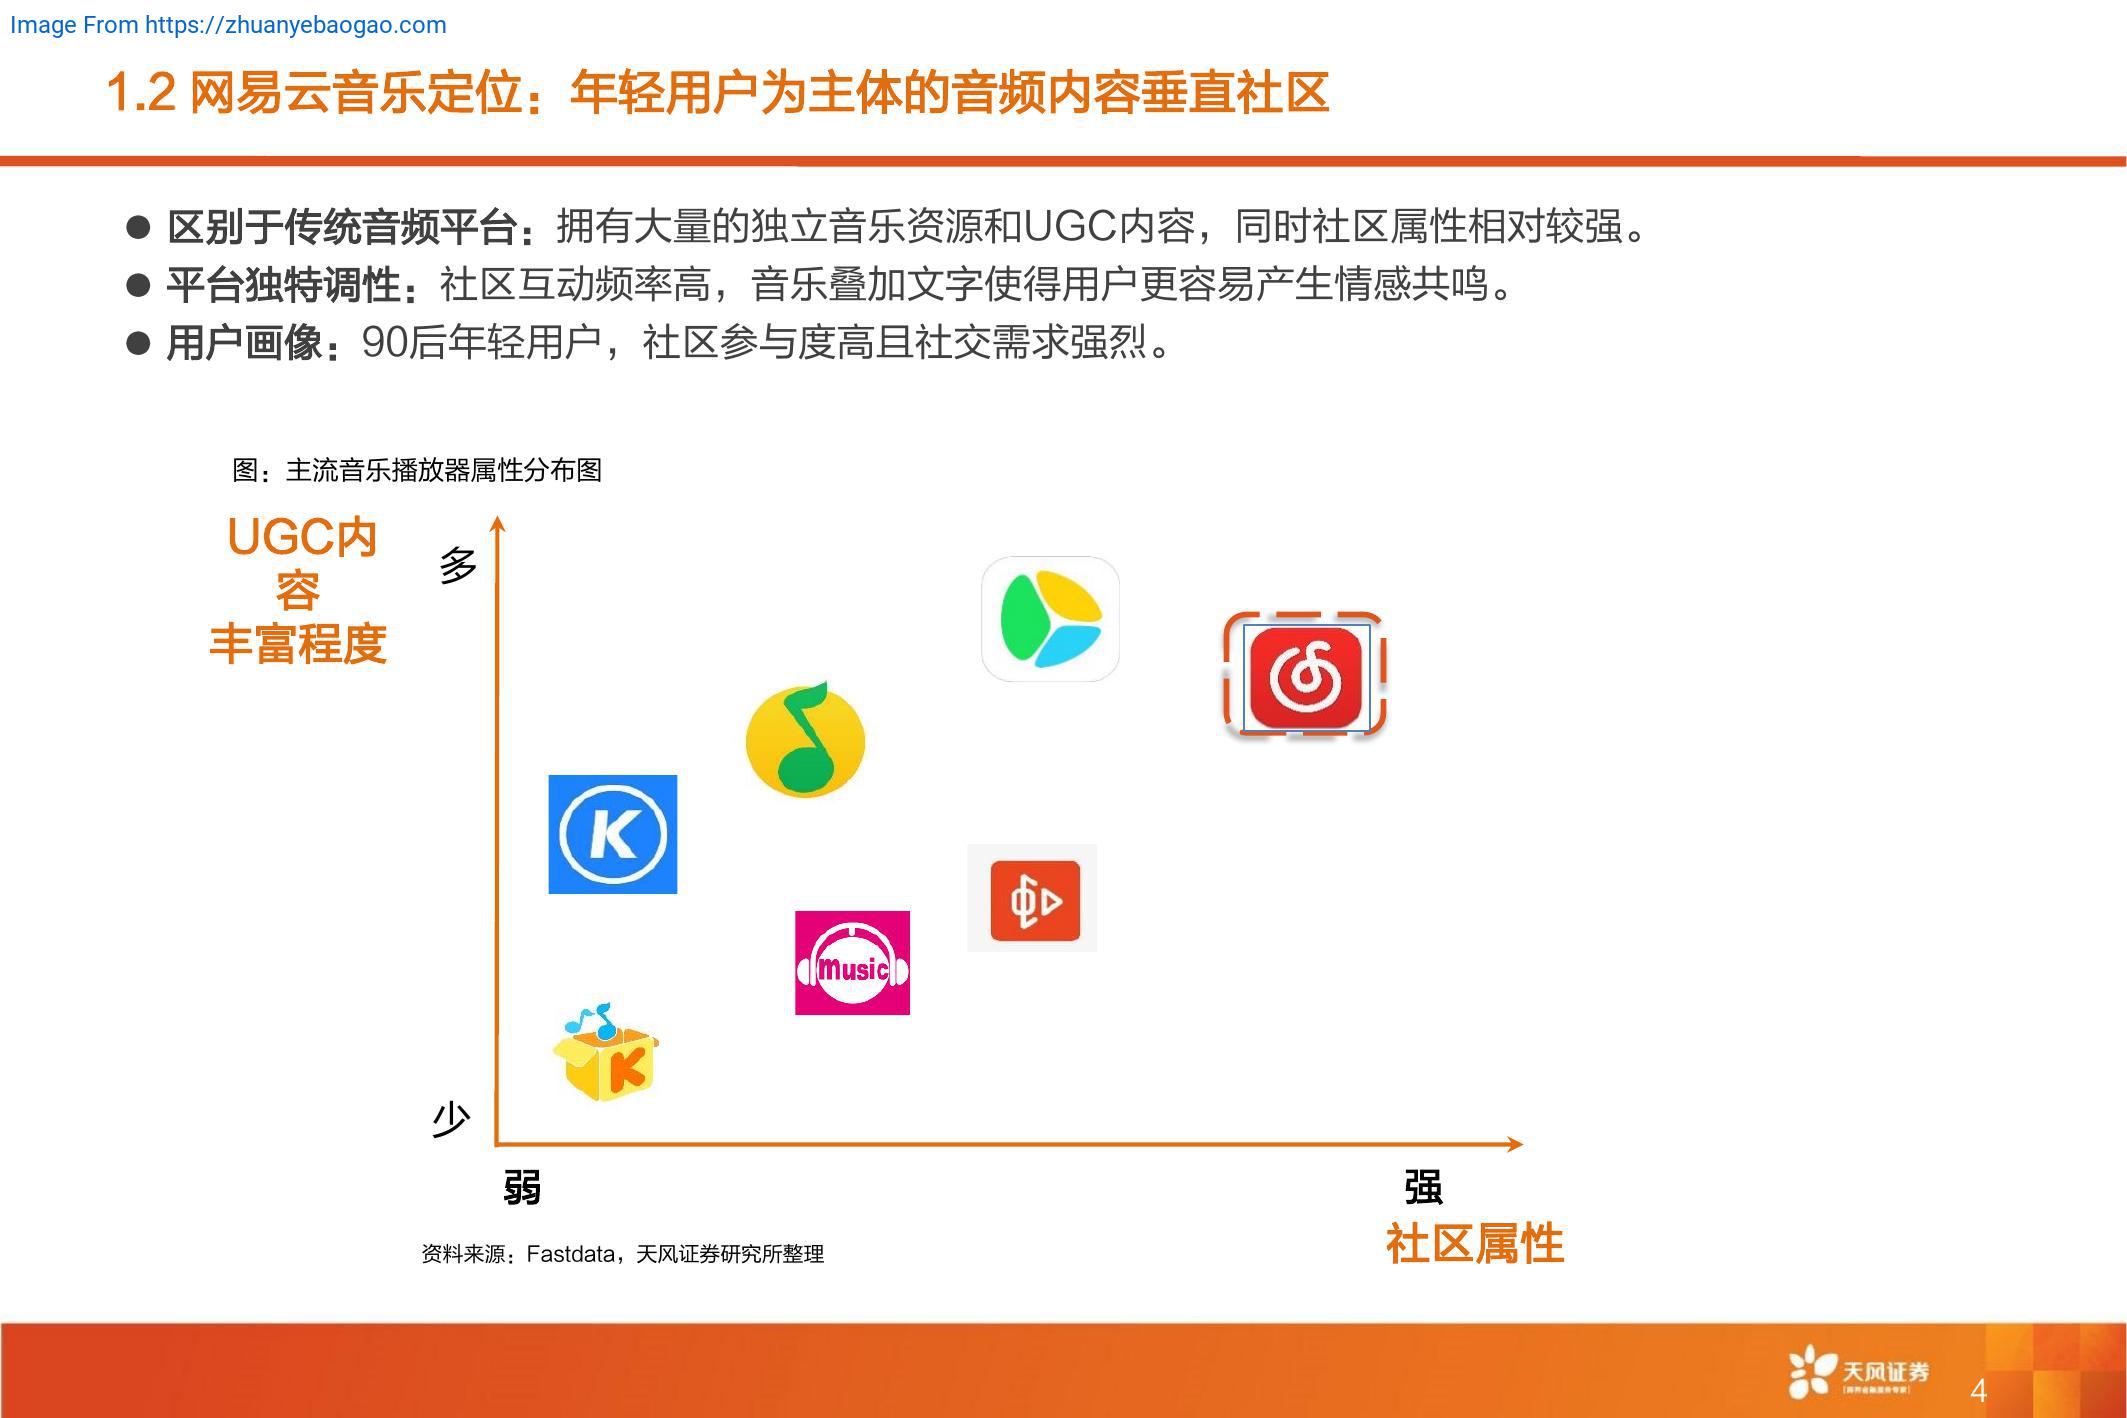 Image From https://zhuanyebaogao.com
1.2 网易云音乐定位：年轻用户为主体的音频内容垂直社区
● 区别于传统音频平台：拥有大量的独立音乐资源和UGC内容，同时社区属性相对较强。
● 平台独特调性：社区互动频率高，音乐叠加文字使得用户更容易产生情感共鸣。
● 用户画像：90后年轻用户，社区参与度高且社交需求强烈。
图：主流音乐播放器属性分布图
UGC内
容
丰富程度
多
K
music
K
少
弱
强
社区属性
资料来源：Fastdata，天风证券研究所整理
天风证券
4